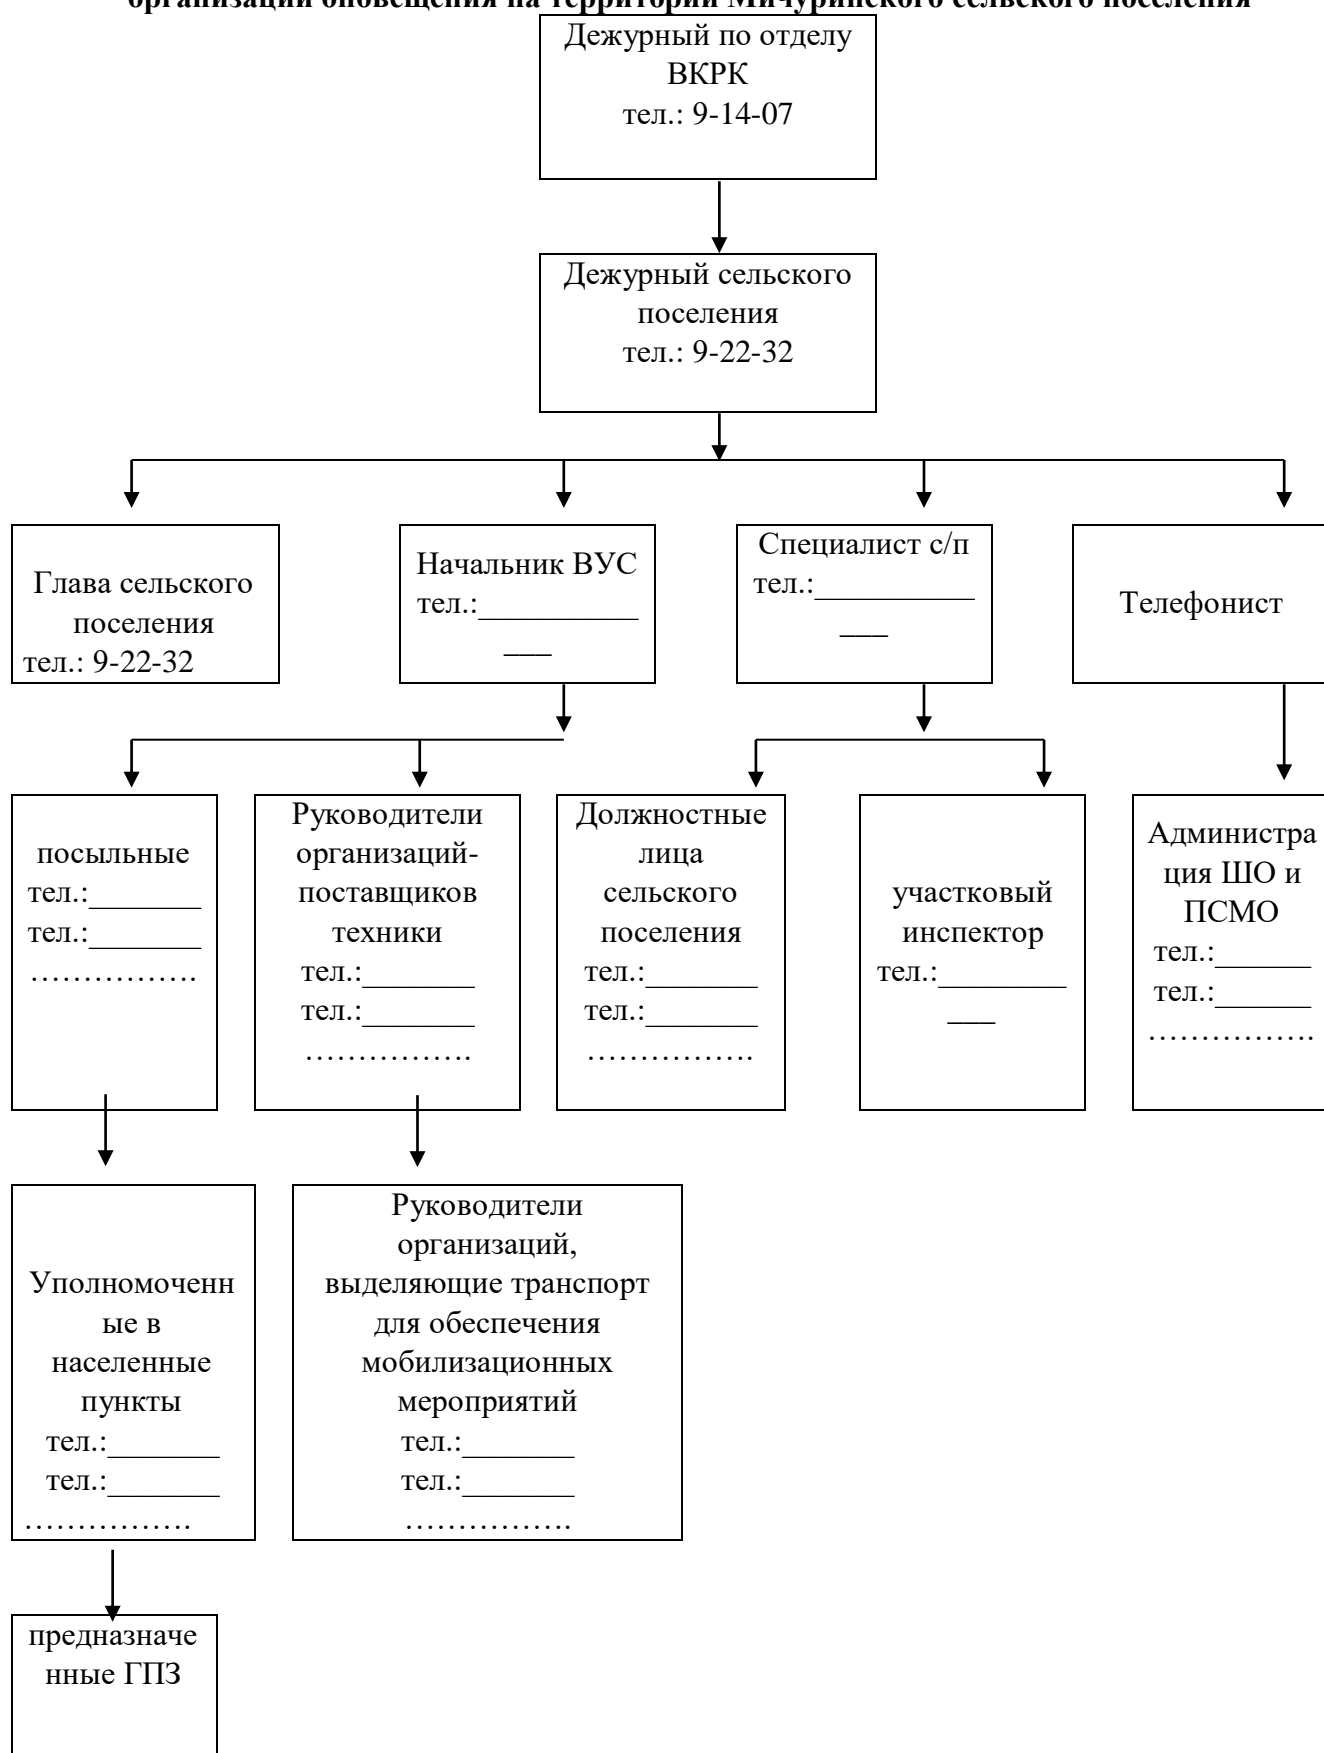 организации оповещения на территории Мичуринского сельского поселения
Дежурный по отделу
ВКРК
тел.: 9-14-07
Дежурный сельского
поселения
тел.: 9-22-32
Глава сельского
поселения
тел.: 9-22-32
Начальник ВУС
тел.:__________
___
Специалист с/п
тел.:__________
___
Телефонист
посыльные
тел.:_______
тел.:_______
…………….
Руководители
организаций-
поставщиков
техники
тел.:_______
тел.:_______
…………….
Должностные
лица
сельского
поселения
тел.:_______
тел.:_______
…………….
участковый
инспектор
тел.:________
___
Администра
ция ШО и
ПСМО
тел.:______
тел.:______
…………….
Уполномоченн
ые в
населенные
пункты
тел.:_______
тел.:_______
…………….
Руководители
организаций,
выделяющие транспорт
для обеспечения
мобилизационных
мероприятий
тел.:_______
тел.:_______
…………….
предназначе
нные ГПЗ